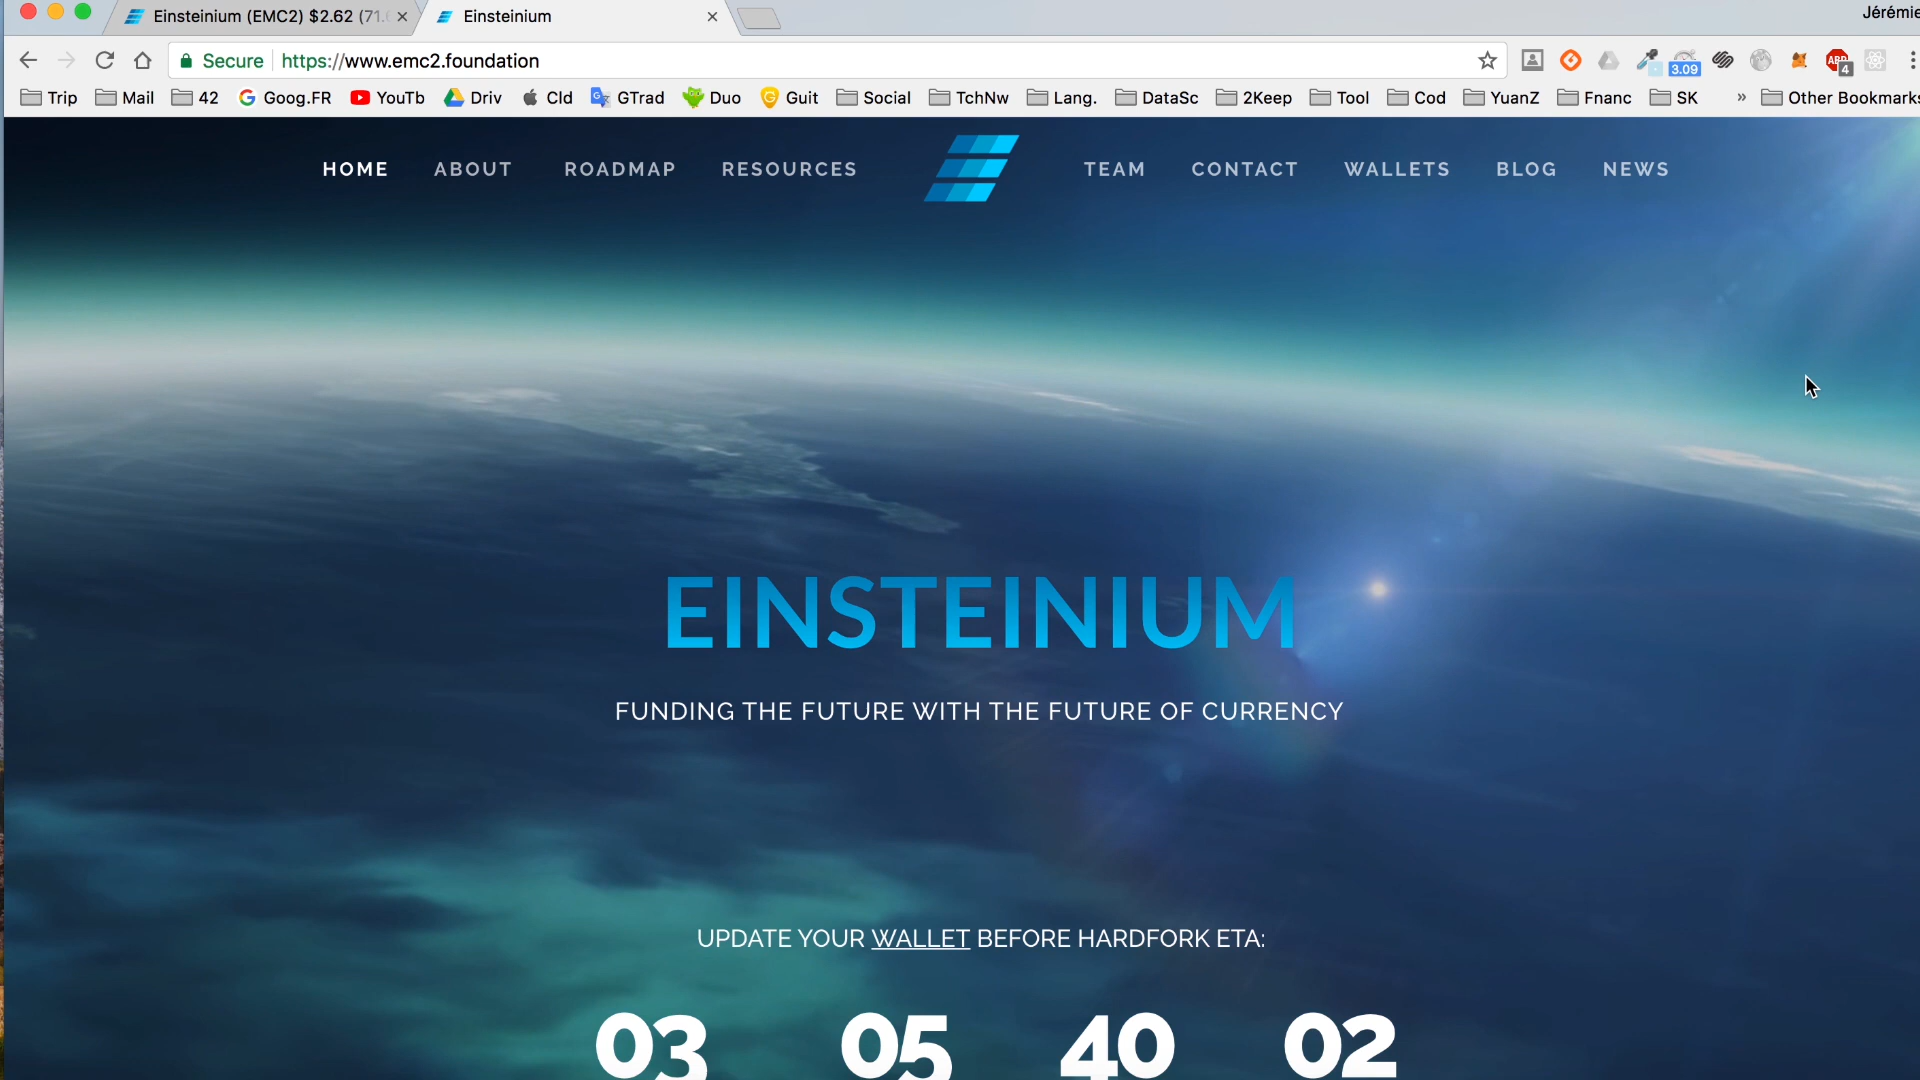 Einsteinium (EMC2) $2.62 (71.
Einsteinium
Jérémie
Secure https://www.emc2.foundation
3.09
ABP
4
Trip Mail 42 Goog.FR YouTb Driv Cld GTrad Duo Guit Social TchNw Lang. DataSc 2Keep Tool Cod YuanZ Fnanc SK » Other Bookmarks
HOME ABOUT ROADMAP RESOURCES TEAM CONTACT WALLETS BLOG NEWS
EINSTEINIUM
FUNDING THE FUTURE WITH THE FUTURE OF CURRENCY
UPDATE YOUR WALLET BEFORE HARDFORK ETA:
03 05 40 02